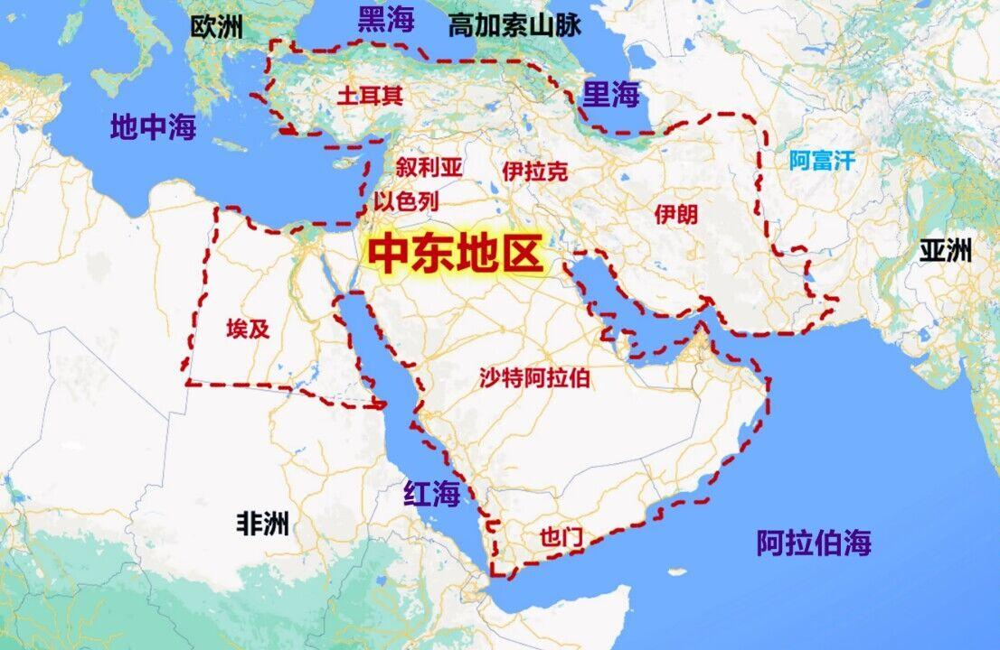 欧洲
黑海
高加索山脉
土耳其
里海
地中海
叙利亚
伊拉克
阿富汗
以色列
伊朗
中东地区
亚洲
埃及
沙特阿拉伯
红海
非洲
也门
阿拉伯海